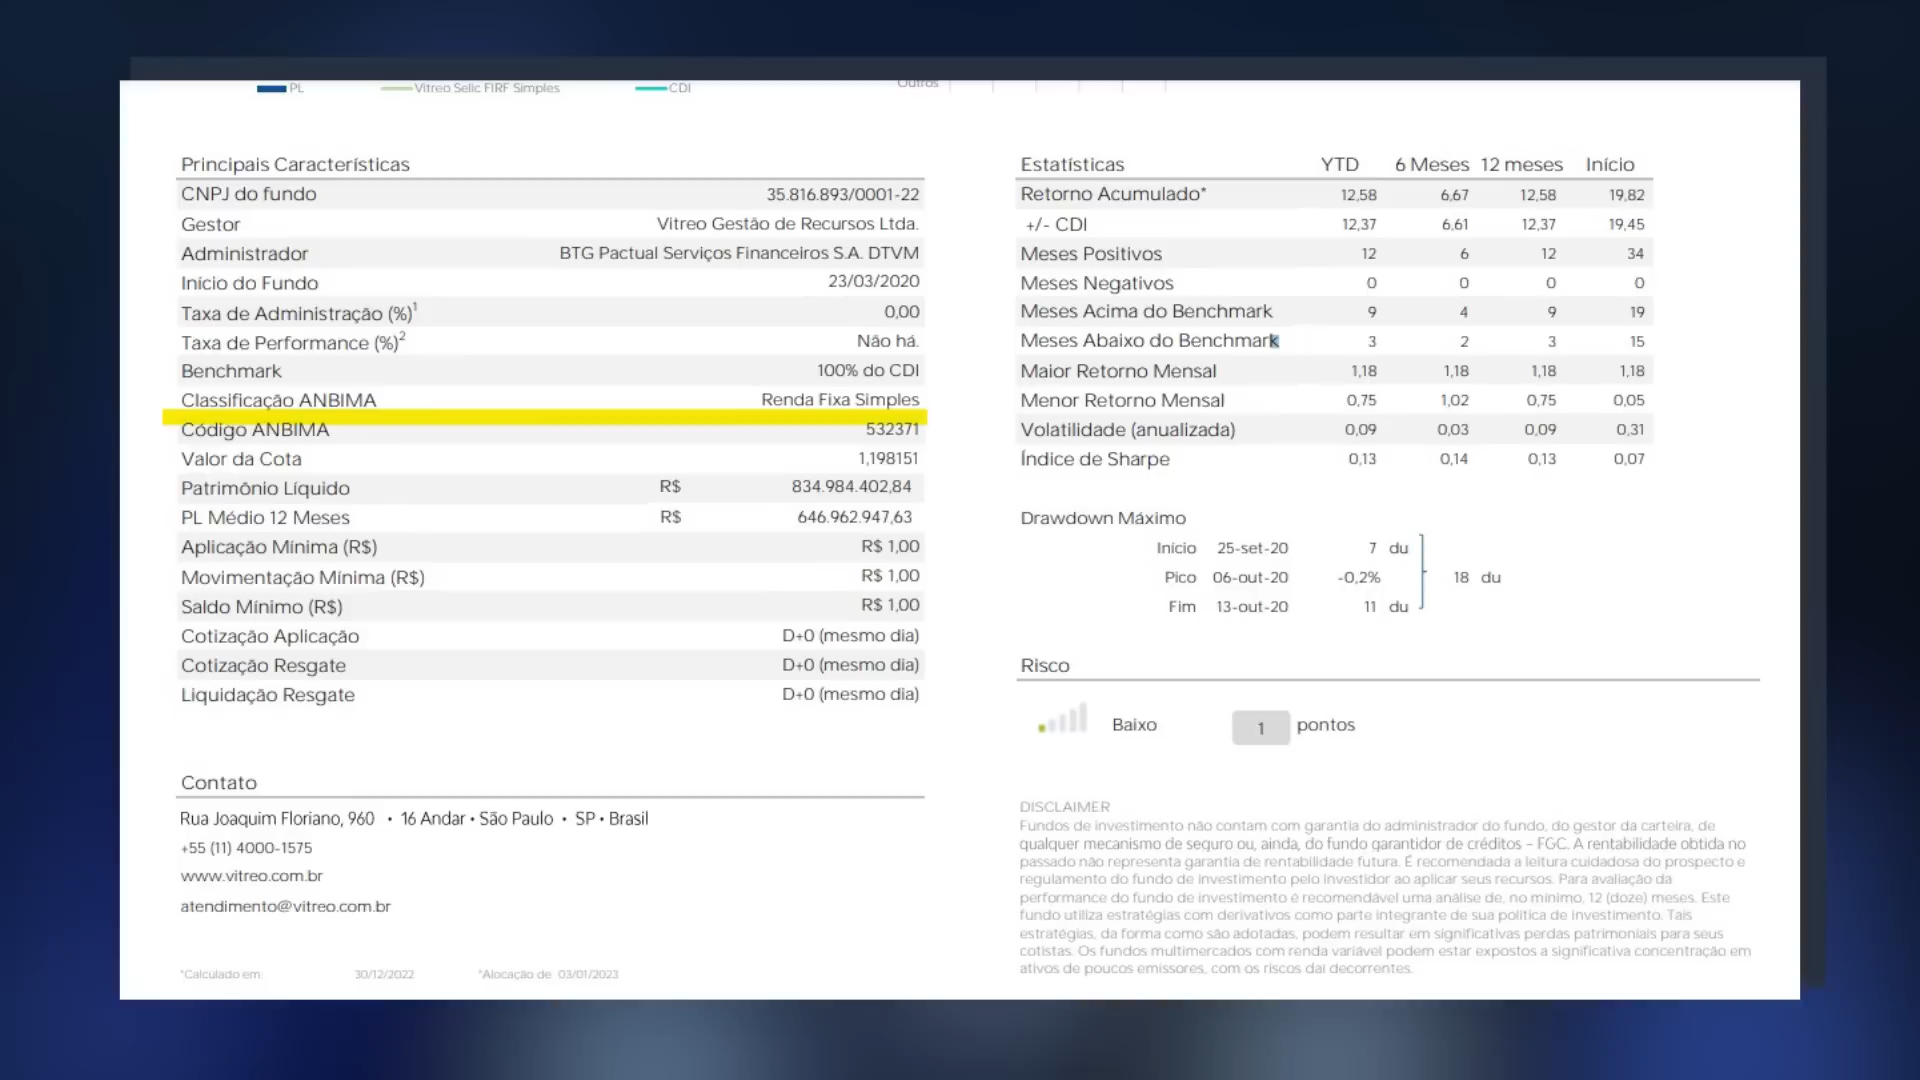 PL Vitreo Selic FIRF Simples CDI
Outros
Principais Características
CNPJ do fundo 35.816.893/0001-22
Gestor Vitreo Gestão de Recursos Ltda.
Administrador BTG Pactual Serviços Financeiros S.A. DTVM
Início do Fundo 23/03/2020
Taxa de Administração (%)¹ 0,00
Taxa de Performance (%)² Não há.
Benchmark 100% do CDI
Classificação ANBIMA Renda Fixa Simples
Código ANBIMA 532371
Valor da Cota 1,198151
Patrimônio Líquido R$ 834.984.402,84
PL Médio 12 Meses R$ 646.962.947,63
Aplicação Mínima (R$) R$ 1,00
Movimentação Mínima (R$) R$ 1,00
Saldo Mínimo (R$) R$ 1,00
Cotização Aplicação D+0 (mesmo dia)
Cotização Resgate D+0 (mesmo dia)
Liquidação Resgate D+0 (mesmo dia)
Contato
Rua Joaquim Floriano, 960 • 16 Andar • São Paulo • SP • Brasil
+55 (11) 4000-1575
www.vitreo.com.br
atendimento@vitreo.com.br
*Calculado em: 30/12/2022 *Alocação de 03/01/2023
Estatísticas YTD 6 Meses 12 meses Início
Retorno Acumulado* 12,58 6,67 12,58 19,82
+/- CDI 12,37 6,61 12,37 19,45
Meses Positivos 12 6 12 34
Meses Negativos 0 0 0 0
Meses Acima do Benchmark 9 4 9 19
Meses Abaixo do Benchmark 3 2 3 15
Maior Retorno Mensal 1,18 1,18 1,18 1,18
Menor Retorno Mensal 0,75 1,02 0,75 0,05
Volatilidade (anualizada) 0,09 0,03 0,09 0,31
Índice de Sharpe 0,13 0,14 0,13 0,07
Drawdown Máximo
Início 25-set-20 7 du
Pico 06-out-20 -0,2% 18 du
Fim 13-out-20 11 du
Risco
Baixo 1 pontos
DISCLAIMER
Fundos de investimento não contam com garantia do administrador do fundo, do gestor da carteira, de
qualquer mecanismo de seguro ou, ainda, do fundo garantidor de créditos – FGC. A rentabilidade obtida no
passado não representa garantia de rentabilidade futura. É recomendada a leitura cuidadosa do prospecto e
regulamento do fundo de investimento pelo investidor ao aplicar seus recursos. Para avaliação da
performance do fundo de investimento é recomendável uma análise de, no mínimo, 12 (doze) meses. Este
fundo utiliza estratégias com derivativos como parte integrante de sua política de investimento. Tais
estratégias, da forma como são adotadas, podem resultar em significativas perdas patrimoniais para seus
cotistas. Os fundos multimercados com renda variável podem estar expostos a significativa concentração em
ativos de poucos emissores, com os riscos daí decorrentes.